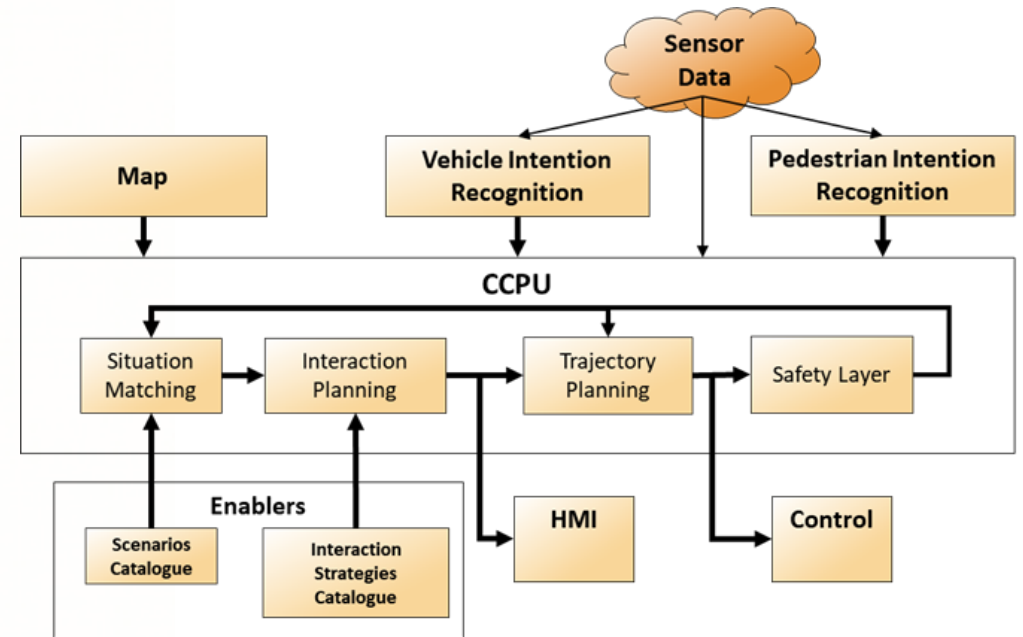 Sensor
Data
Map
Vehicle Intention
Recognition
Pedestrian Intention
Recognition
CCPU
Situation
Matching
Interaction
Planning
Trajectory
Planning
Safety Layer
Enablers
Scenarios
Catalogue
Interaction
Strategies
Catalogue
HMI
Control